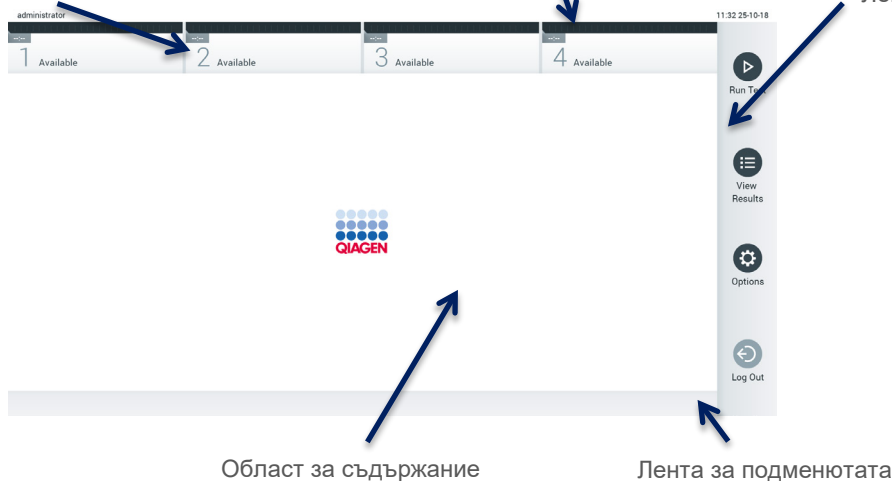 administrator
11:32 25-10-18
--:--
--:--
--:--
--:--
1 Available
2 Available
3 Available
4 Available
Run Test
View
Results
QIAGEN
Options
Log Out
Област за съдържание
Лента за подменютата